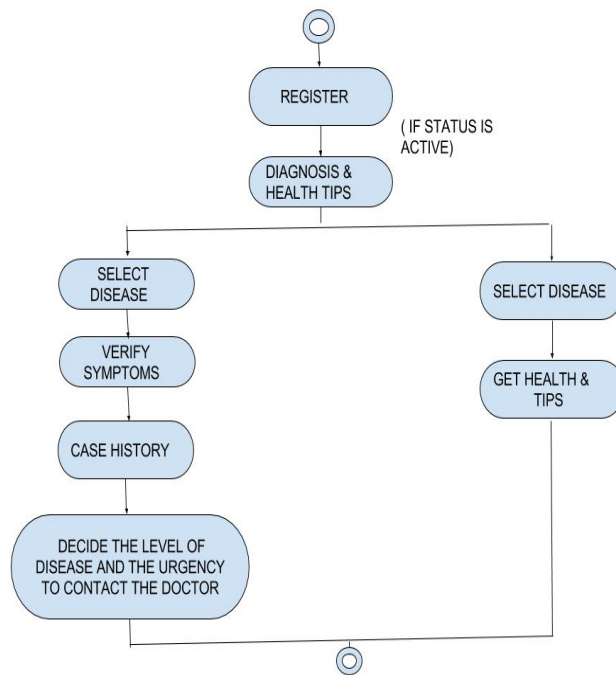 REGISTER
( IF STATUS IS
ACTIVE)
DIAGNOSIS &
HEALTH TIPS
SELECT
DISEASE
VERIFY
SYMPTOMS
CASE HISTORY
DECIDE THE LEVEL OF
DISEASE AND THE URGENCY
TO CONTACT THE DOCTOR
SELECT DISEASE
GET HEALTH &
TIPS